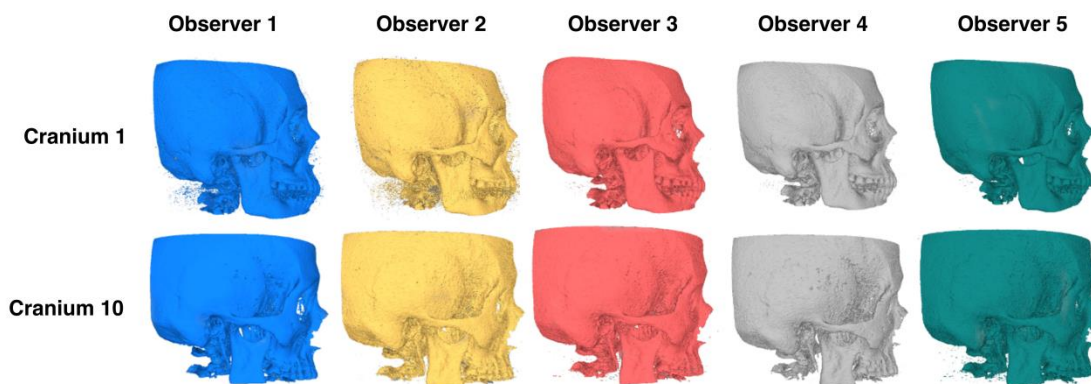 Observer 1
Observer 2
Observer 3
Observer 4
Observer 5
Cranium 1
Cranium 10